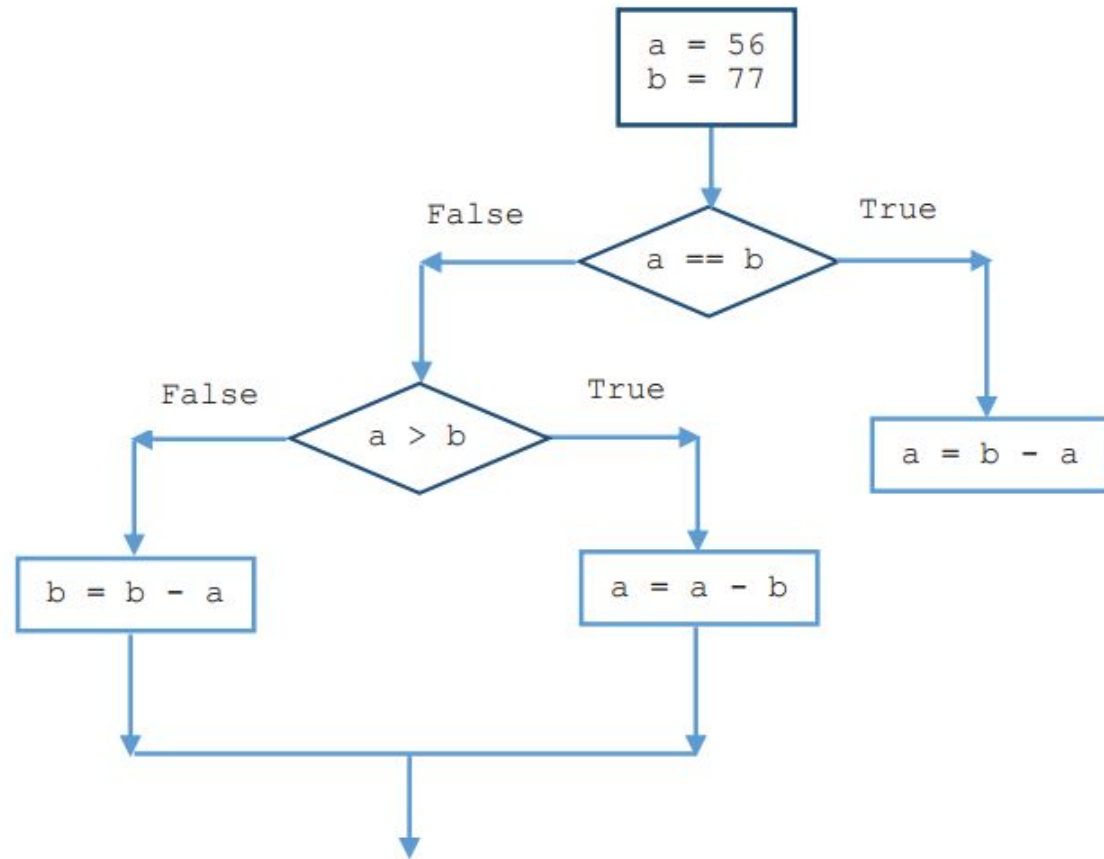 a = 56
b = 77
False
True
a == b
False
True
a > b
a = b - a
b = b - a
a = a - b